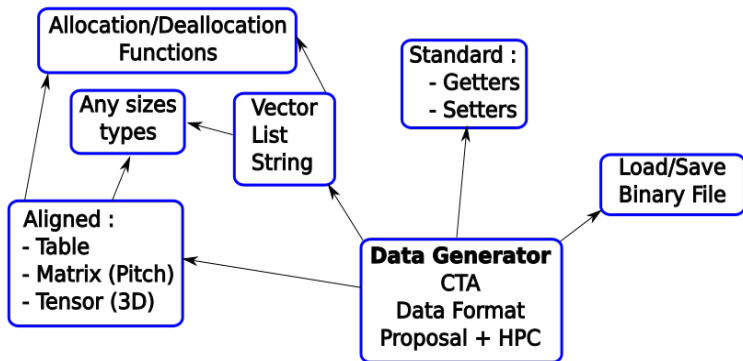 Allocation/Deallocation
Functions
Standard :
- Getters
- Setters
Any sizes
types
Vector
List
String
Load/Save
Binary File
Aligned :
- Table
- Matrix (Pitch)
- Tensor (3D)
Data Generator
CTA
Data Format
Proposal + HPC